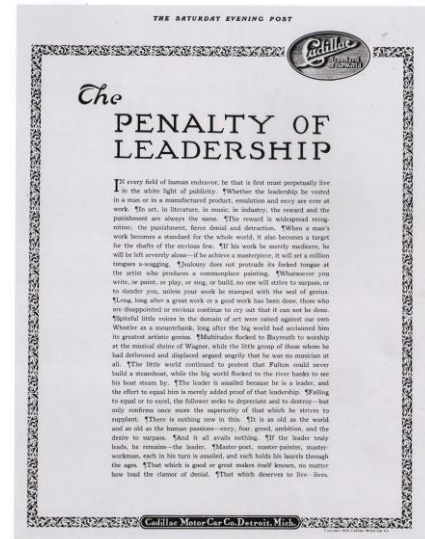 THE SATURDAY EVENING POST
Cadillac
The
PENALTY OF
LEADERSHIP
IN every field of human endeavor, he that is first must perpetually live
in the white light of publicity. ¶Whether the leadership be vested
in a man or in a manufactured product, emulation and envy are ever at
work. ¶In art, in literature, in music, in industry, the reward and the
punishment are always the same. ¶The reward is widespread recog-
nition; the punishment, fierce denial and detraction. ¶When a man's
work becomes a standard for the whole world, it also becomes a target
for the shafts of the envious few. ¶If his work be merely mediocre, he
will be left severely alone—if he achieve a masterpiece, it will set a million
tongues a-wagging. ¶Jealousy does not protrude its forked tongue at
the artist who produces a commonplace painting. ¶Whatsoever you
write, or paint, or play, or sing, or build, no one will strive to surpass, or
to slander you, unless your work be stamped with the seal of genius.
¶Long, long after a great work or a good work has been done, those who
are disappointed or envious continue to cry out that it can not be done.
¶Spiteful little voices in the domain of art were raised against our own
Whistler as a mountebank, long after the big world had acclaimed him
its greatest artistic genius. ¶Multitudes flocked to Bayreuth to worship
at the musical shrine of Wagner, while the little group of those whom he
had dethroned and displaced argued angrily that he was no musician at
all. ¶The little world continued to protest that Fulton could never
build a steamboat, while the big world flocked to the river banks to see
his boat steam by. ¶The leader is assailed because he is a leader, and
the effort to equal him is merely added proof of that leadership. ¶Failing
to equal or to excel, the follower seeks to depreciate and to destroy—but
only confirms once more the superiority of that which he strives to
supplant. ¶There is nothing new in this. ¶It is as old as the world
and as old as the human passions—envy, fear, greed, ambition, and the
desire to surpass. ¶And it all avails nothing. ¶If the leader truly
leads, he remains—the leader. ¶Master-poet, master-painter, master-
workman, each in his turn is assailed, and each holds his laurels through
the ages. ¶That which is good or great makes itself known, no matter
how loud the clamor of denial. ¶That which deserves to live—lives.
Cadillac Motor Car Co. Detroit, Mich.